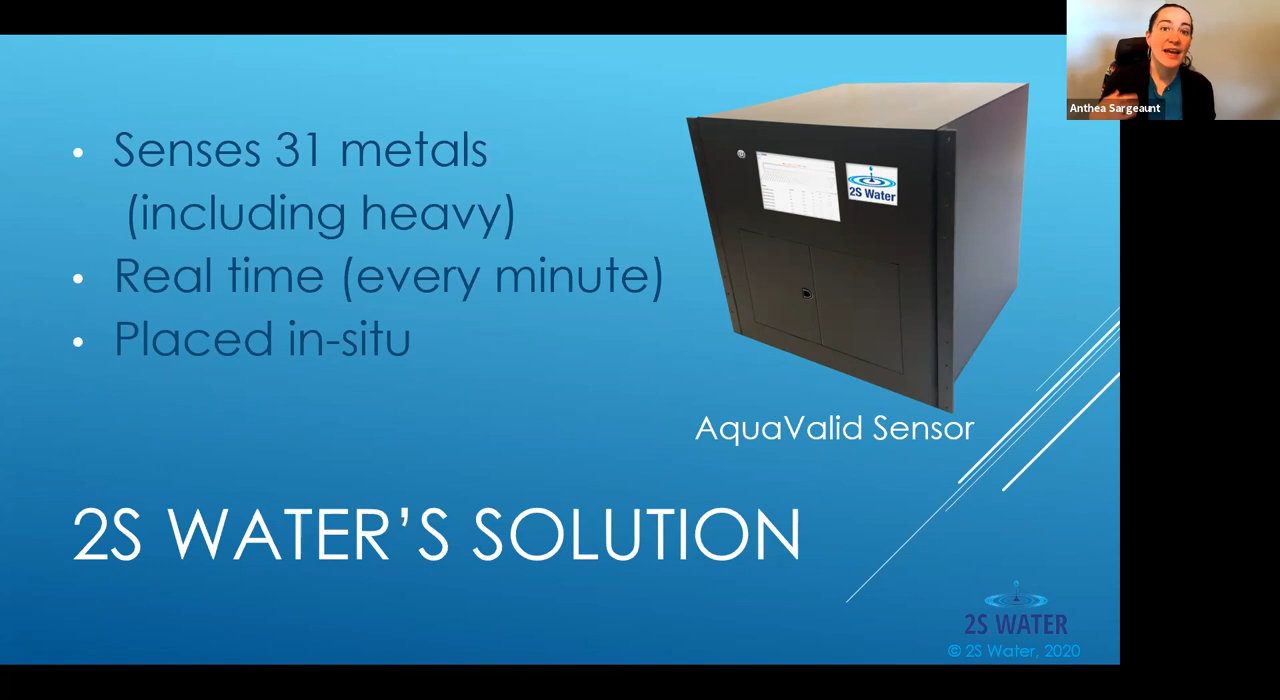 Anthea Sargeaunt
• Senses 31 metals
(including heavy)
• Real time (every minute)
• Placed in-situ
2S Water
AquaValid Sensor
2S WATER’S SOLUTION
2S WATER
© 2S Water, 2020